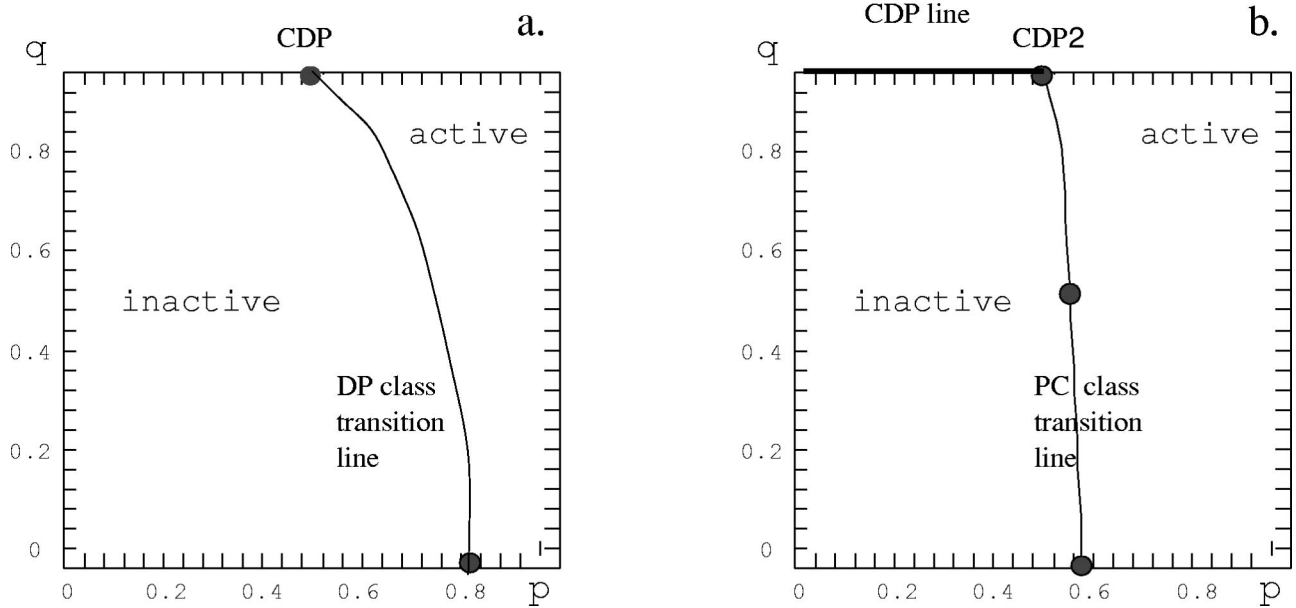 a.
CDP
q
active
0.8
0.6
inactive
0.4
DP class
transition
line
0.2
0
0 0.2 0.4 0.6 0.8 1
p
CDP line
b.
CDP2
q
active
0.8
0.6
inactive
0.4
PC class
transition
line
0.2
0
0 0.2 0.4 0.6 0.8 1
p